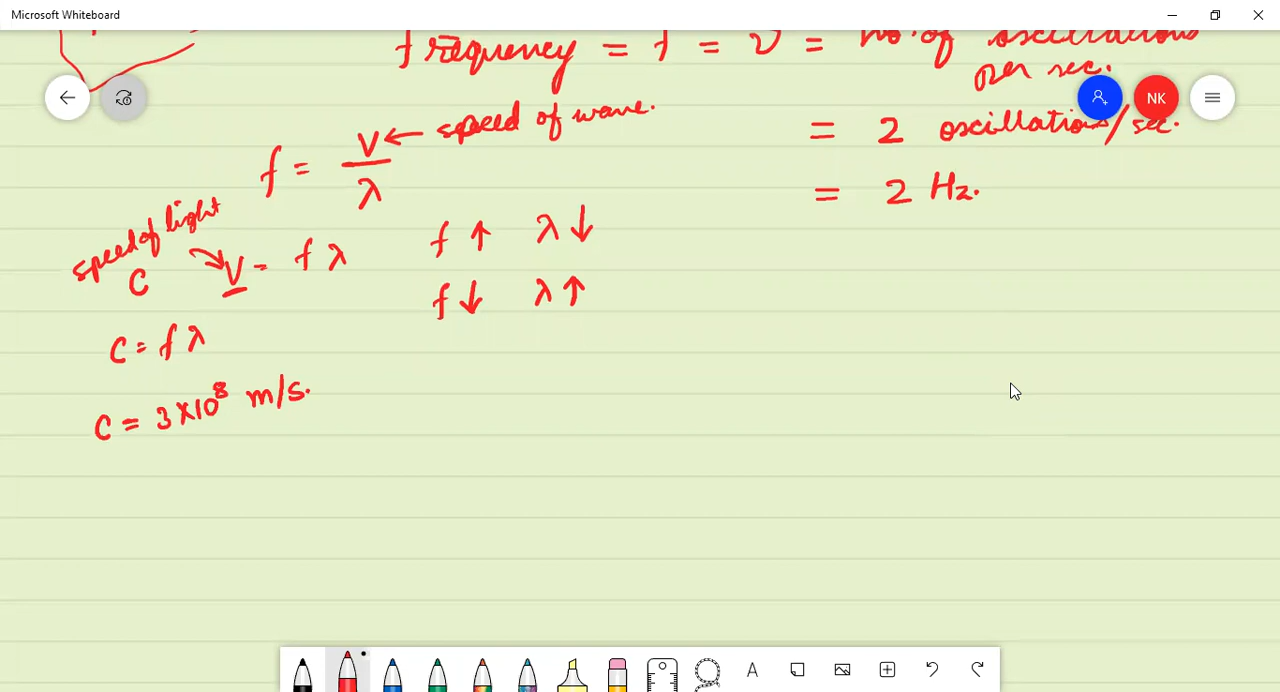 Microsoft Whiteboard
frequency = f = ν = no. of oscillations
per sec.
NK
f = V/λ ← speed of wave.
= 2 oscillations/sec.
= 2 Hz.
speed of light
C
V = f λ
f ↑ λ ↓
f ↓ λ ↑
C = f λ
C = 3×10⁸ m/s.
A